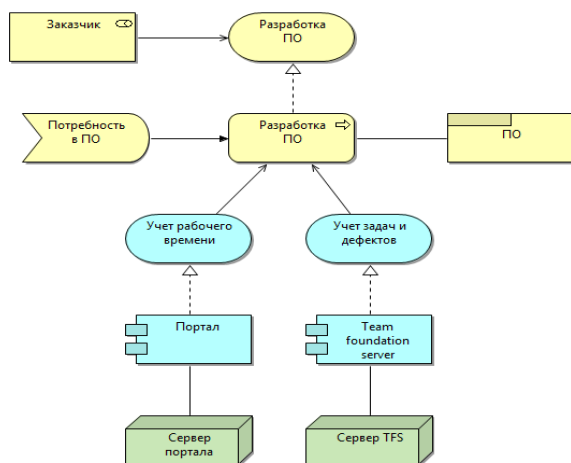 Заказчик
Разработка
ПО
Потребность
в ПО
Разработка
ПО
ПО
Учет рабочего
времени
Учет задач и
дефектов
Портал
Team
foundation
server
Сервер
портала
Сервер TFS